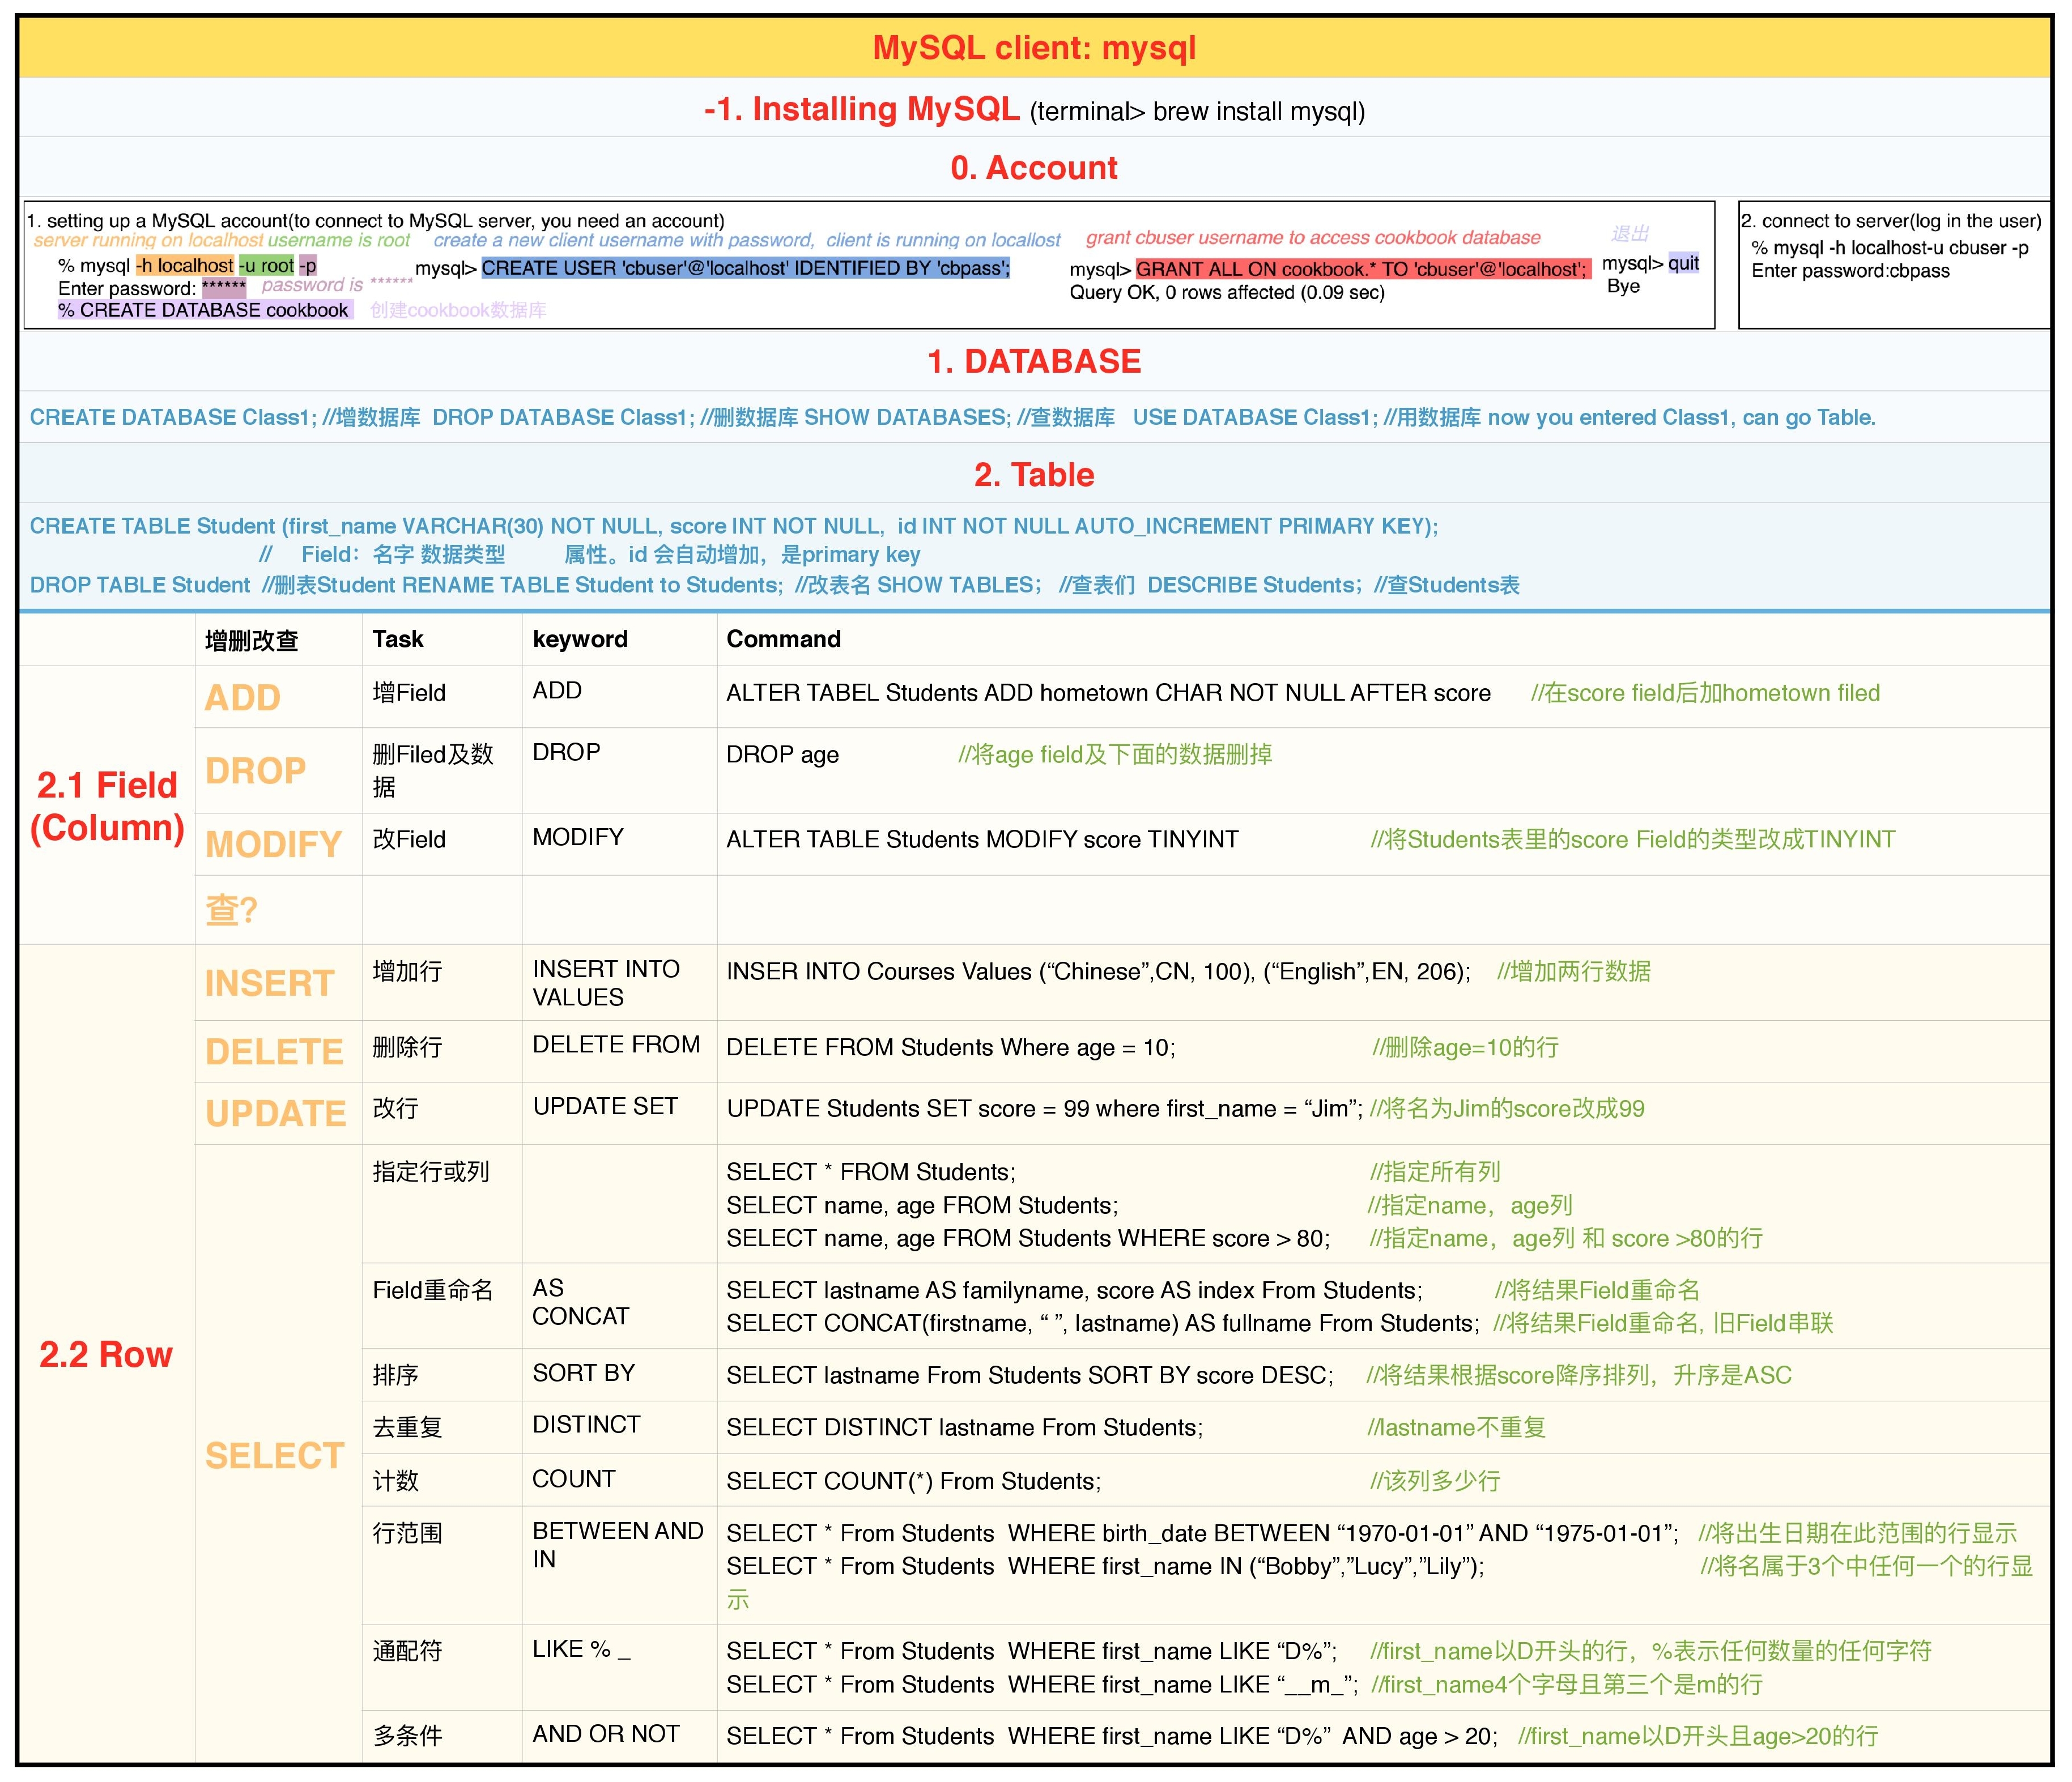 MySQL client: mysql
-1. Installing MySQL (terminal> brew install mysql)
0. Account
1. setting up a MySQL account(to connect to MySQL server, you need an account)
server running on localhost username is root
% mysql -h localhost -u root -p
Enter password: ****** password is ******
% CREATE DATABASE cookbook 创建cookbook数据库
create a new client username with password, client is running on locallost
mysql> CREATE USER 'cbuser'@'localhost' IDENTIFIED BY 'cbpass';
grant cbuser username to access cookbook database
mysql> GRANT ALL ON cookbook.* TO 'cbuser'@'localhost';
Query OK, 0 rows affected (0.09 sec)
退出
mysql> quit
Bye
2. connect to server(log in the user)
% mysql -h localhost-u cbuser -p
Enter password:cbpass
1. DATABASE
CREATE DATABASE Class1; //增数据库 DROP DATABASE Class1; //删数据库 SHOW DATABASES; //查数据库 USE DATABASE Class1; //用数据库 now you entered Class1, can go Table.
2. Table
CREATE TABLE Student (first_name VARCHAR(30) NOT NULL, score INT NOT NULL, id INT NOT NULL AUTO_INCREMENT PRIMARY KEY);
// Field：名字 数据类型 属性。id 会自动增加，是primary key
DROP TABLE Student //删表Student RENAME TABLE Student to Students; //改表名 SHOW TABLES； //查表们 DESCRIBE Students；//查Students表
增删改查 Task keyword Command
2.1 Field
(Column)
ADD 增Field ADD ALTER TABEL Students ADD hometown CHAR NOT NULL AFTER score //在score field后加hometown filed
DROP 删Filed及数
据 DROP DROP age //将age field及下面的数据删掉
MODIFY 改Field MODIFY ALTER TABLE Students MODIFY score TINYINT //将Students表里的score Field的类型改成TINYINT
查?
2.2 Row
INSERT 增加行 INSERT INTO
VALUES INSER INTO Courses Values (“Chinese”,CN, 100), (“English”,EN, 206); //增加两行数据
DELETE 删除行 DELETE FROM DELETE FROM Students Where age = 10; //删除age=10的行
UPDATE 改行 UPDATE SET UPDATE Students SET score = 99 where first_name = “Jim”; //将名为Jim的score改成99
SELECT
指定行或列
SELECT * FROM Students; //指定所有列
SELECT name, age FROM Students; //指定name，age列
SELECT name, age FROM Students WHERE score > 80; //指定name，age列 和 score >80的行
Field重命名
AS
CONCAT
SELECT lastname AS familyname, score AS index From Students; //将结果Field重命名
SELECT CONCAT(firstname, “ ”, lastname) AS fullname From Students; //将结果Field重命名, 旧Field串联
排序 SORT BY SELECT lastname From Students SORT BY score DESC; //将结果根据score降序排列，升序是ASC
去重复 DISTINCT SELECT DISTINCT lastname From Students; //lastname不重复
计数 COUNT SELECT COUNT(*) From Students; //该列多少行
行范围
BETWEEN AND
IN
SELECT * From Students WHERE birth_date BETWEEN “1970-01-01” AND “1975-01-01”; //将出生日期在此范围的行显示
SELECT * From Students WHERE first_name IN (“Bobby”,”Lucy”,”Lily”); //将名属于3个中任何一个的行显
示
通配符 LIKE % _
SELECT * From Students WHERE first_name LIKE “D%”; //first_name以D开头的行，%表示任何数量的任何字符
SELECT * From Students WHERE first_name LIKE “__m_”; //first_name4个字母且第三个是m的行
多条件 AND OR NOT SELECT * From Students WHERE first_name LIKE “D%” AND age > 20; //first_name以D开头且age>20的行